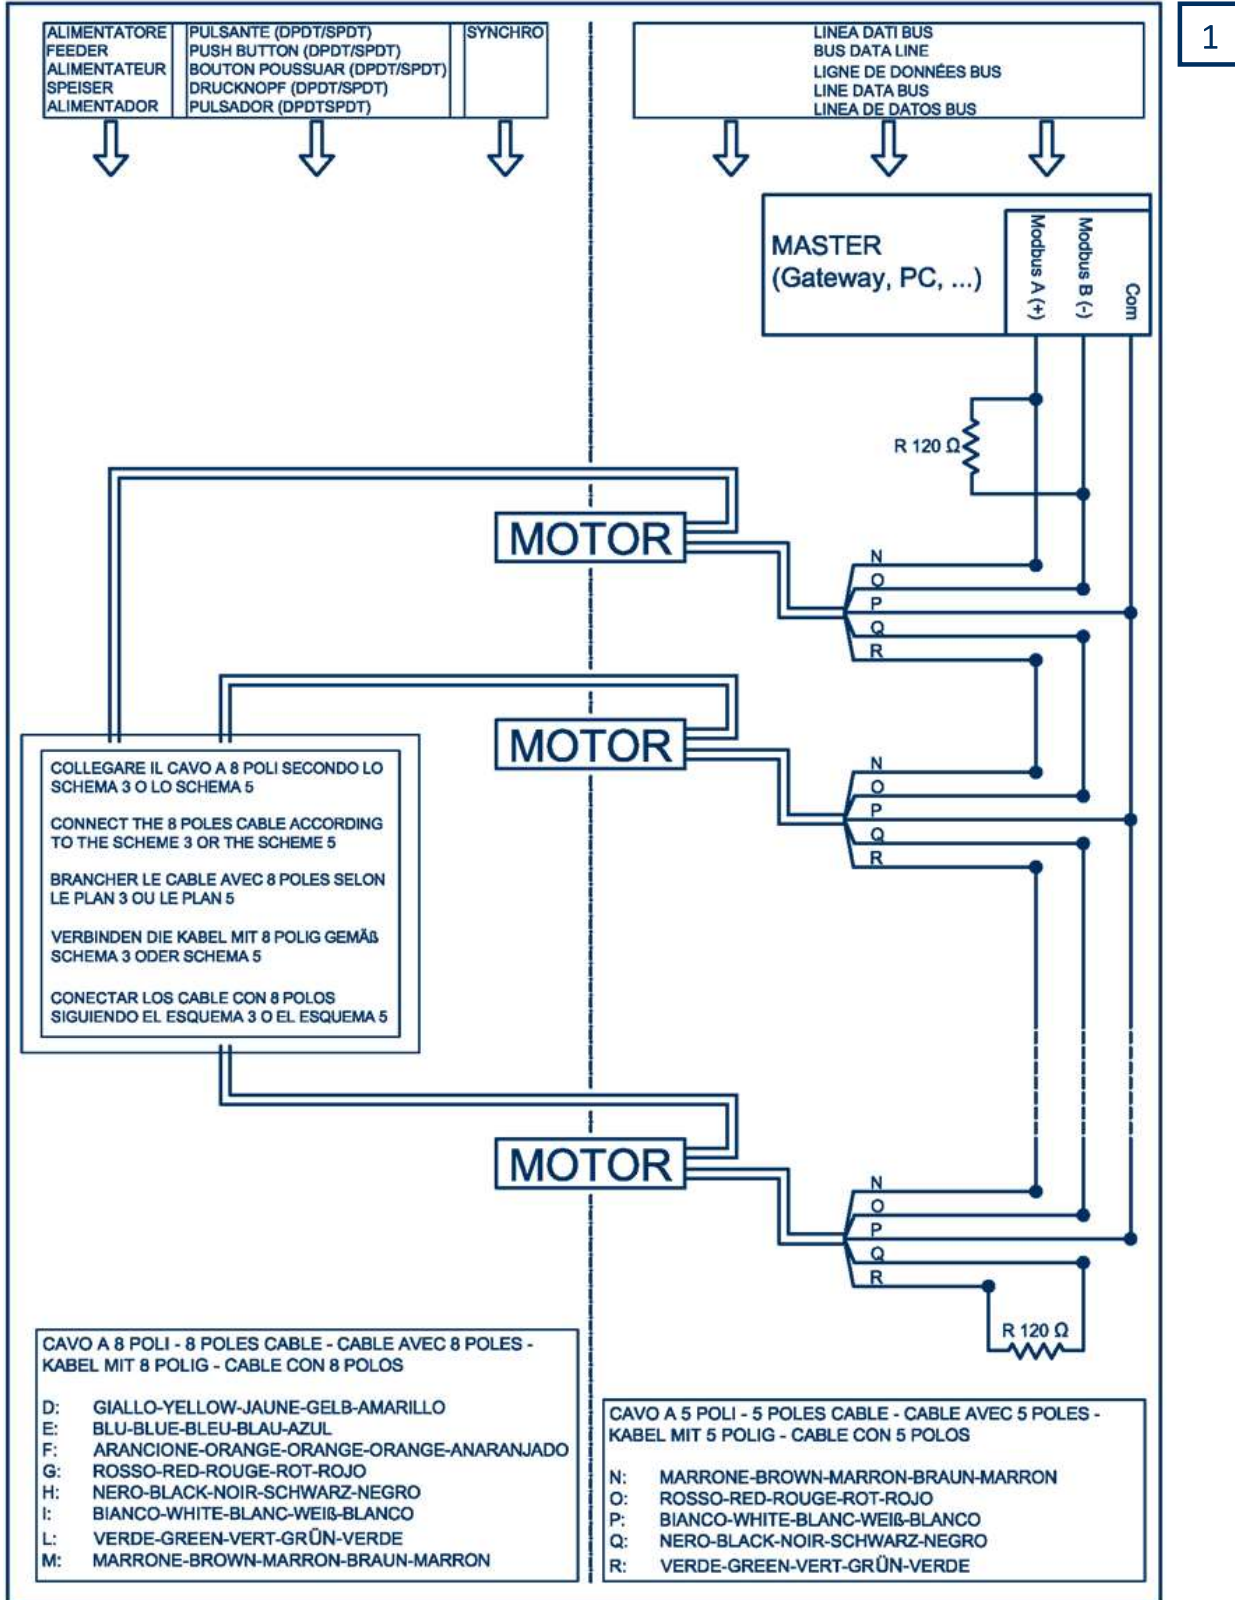 1
ALIMENTATORE
FEEDER
ALIMENTATEUR
SPEISER
ALIMENTADOR
PULSANTE (DPDT/SPDT)
PUSH BUTTON (DPDT/SPDT)
BOUTON POUSSUAR (DPDT/SPDT)
DRUCKNOPF (DPDT/SPDT)
PULSADOR (DPDTSPDT)
SYNCHRO
LINEA DATI BUS
BUS DATA LINE
LIGNE DE DONNÉES BUS
LINE DATA BUS
LINEA DE DATOS BUS
MASTER
(Gateway, PC, ...)
Modbus A (+)
Modbus B (-)
Com
R 120 Ω
MOTOR
N
O
P
Q
R
MOTOR
N
O
P
Q
R
COLLEGARE IL CAVO A 8 POLI SECONDO LO
SCHEMA 3 O LO SCHEMA 5
CONNECT THE 8 POLES CABLE ACCORDING
TO THE SCHEME 3 OR THE SCHEME 5
BRANCHER LE CABLE AVEC 8 POLES SELON
LE PLAN 3 OU LE PLAN 5
VERBINDEN DIE KABEL MIT 8 POLIG GEMÄß
SCHEMA 3 ODER SCHEMA 5
CONECTAR LOS CABLE CON 8 POLOS
SIGUIENDO EL ESQUEMA 3 O EL ESQUEMA 5
MOTOR
N
O
P
Q
R
R 120 Ω
CAVO A 8 POLI - 8 POLES CABLE - CABLE AVEC 8 POLES -
KABEL MIT 8 POLIG - CABLE CON 8 POLOS
D: GIALLO-YELLOW-JAUNE-GELB-AMARILLO
E: BLU-BLUE-BLEU-BLAU-AZUL
F: ARANCIONE-ORANGE-ORANGE-ORANGE-ANARANJADO
G: ROSSO-RED-ROUGE-ROT-ROJO
H: NERO-BLACK-NOIR-SCHWARZ-NEGRO
I: BIANCO-WHITE-BLANC-WEIß-BLANCO
L: VERDE-GREEN-VERT-GRÜN-VERDE
M: MARRONE-BROWN-MARRON-BRAUN-MARRON
CAVO A 5 POLI - 5 POLES CABLE - CABLE AVEC 5 POLES -
KABEL MIT 5 POLIG - CABLE CON 5 POLOS
N: MARRONE-BROWN-MARRON-BRAUN-MARRON
O: ROSSO-RED-ROUGE-ROT-ROJO
P: BIANCO-WHITE-BLANC-WEIß-BLANCO
Q: NERO-BLACK-NOIR-SCHWARZ-NEGRO
R: VERDE-GREEN-VERT-GRÜN-VERDE